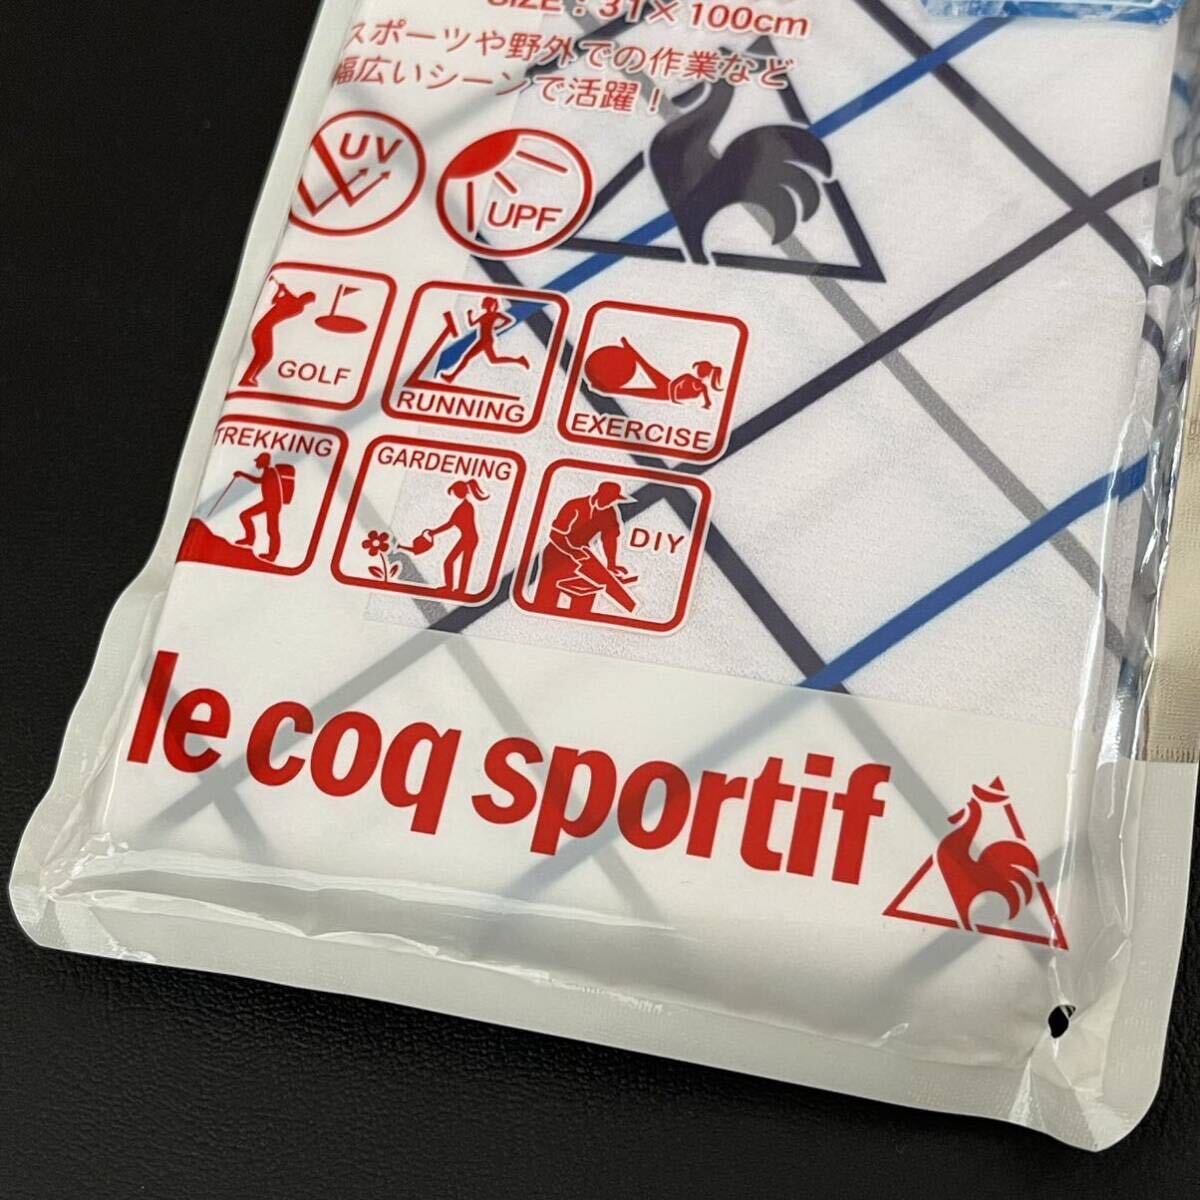 SIZE : 31×100cm
スポーツや野外での作業など
幅広いシーンで活躍！
UV
UPF
GOLF
RUNNING
EXERCISE
TREKKING
GARDENING
DIY
le coq sportif